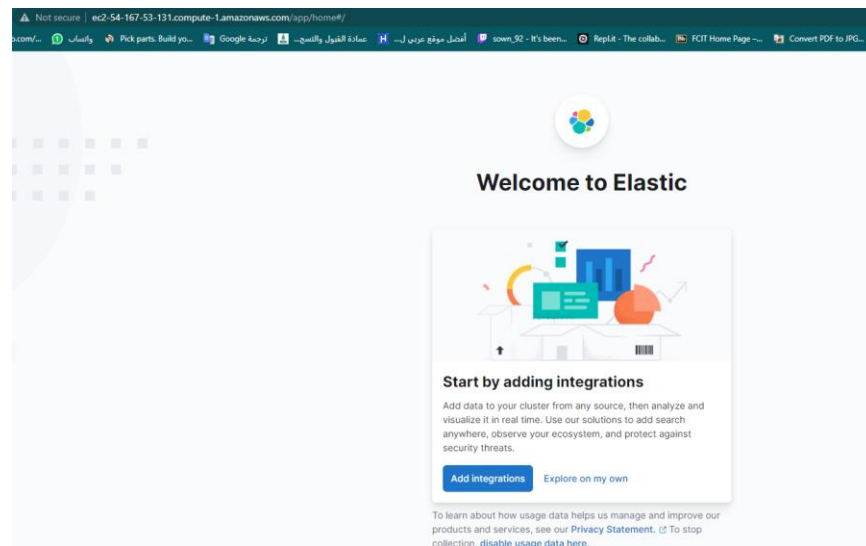 Not secure | ec2-54-167-53-131.compute-1.amazonaws.com/app/home#/
o.com/... واتساب Pick parts. Build yo... ترجمة Google عمادة القبول والتسج... أفضل موقع عربي ل... sown_92 - It's been... Repl.it - The collab... FCIT Home Page –... Convert PDF to JPG...
Welcome to Elastic
Start by adding integrations
Add data to your cluster from any source, then analyze and
visualize it in real time. Use our solutions to add search
anywhere, observe your ecosystem, and protect against
security threats.
Add integrations Explore on my own
To learn about how usage data helps us manage and improve our
products and services, see our Privacy Statement. To stop
collection, disable usage data here.